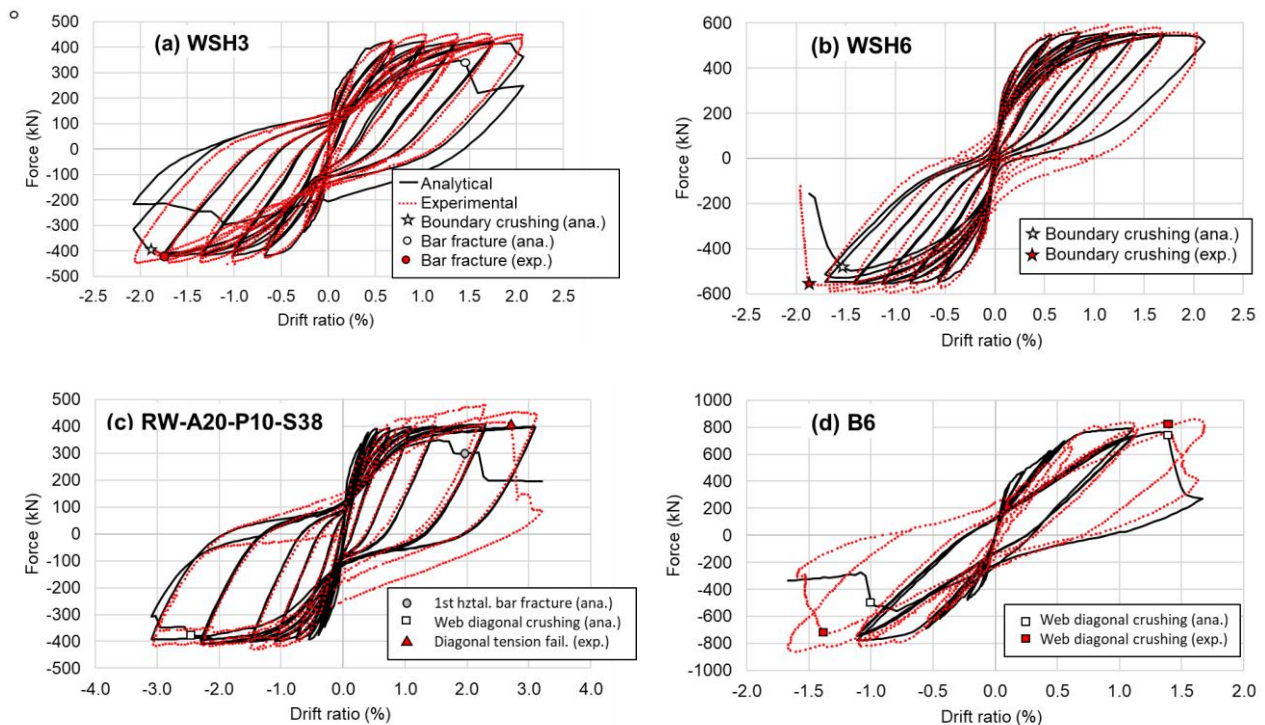 (a) WSH3
Force (kN)
500
400
300
200
100
0
-100
-200
-300
-400
-500
-2.5 -2.0 -1.5 -1.0 -0.5 0.0 0.5 1.0 1.5 2.0 2.5
Drift ratio (%)
Analytical
Experimental
Boundary crushing (ana.)
Bar fracture (ana.)
Bar fracture (exp.)
(b) WSH6
Force (kN)
600
400
200
0
-200
-400
-600
-2.5 -2.0 -1.5 -1.0 -0.5 0.0 0.5 1.0 1.5 2.0 2.5
Drift ratio (%)
Boundary crushing (ana.)
Boundary crushing (exp.)
(c) RW-A20-P10-S38
Force (kN)
500
400
300
200
100
0
-100
-200
-300
-400
-500
-4.0 -3.0 -2.0 -1.0 0.0 1.0 2.0 3.0 4.0
Drift ratio (%)
1st hztal. bar fracture (ana.)
Web diagonal crushing (ana.)
Diagonal tension fail. (exp.)
(d) B6
Force (kN)
1000
800
600
400
200
0
-200
-400
-600
-800
-1000
-2.0 -1.5 -1.0 -0.5 0.0 0.5 1.0 1.5 2.0
Drift ratio (%)
Web diagonal crushing (ana.)
Web diagonal crushing (exp.)